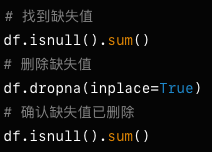 # 找到缺失值
df.isnull().sum()
# 删除缺失值
df.dropna(inplace=True)
# 确认缺失值已删除
df.isnull().sum()